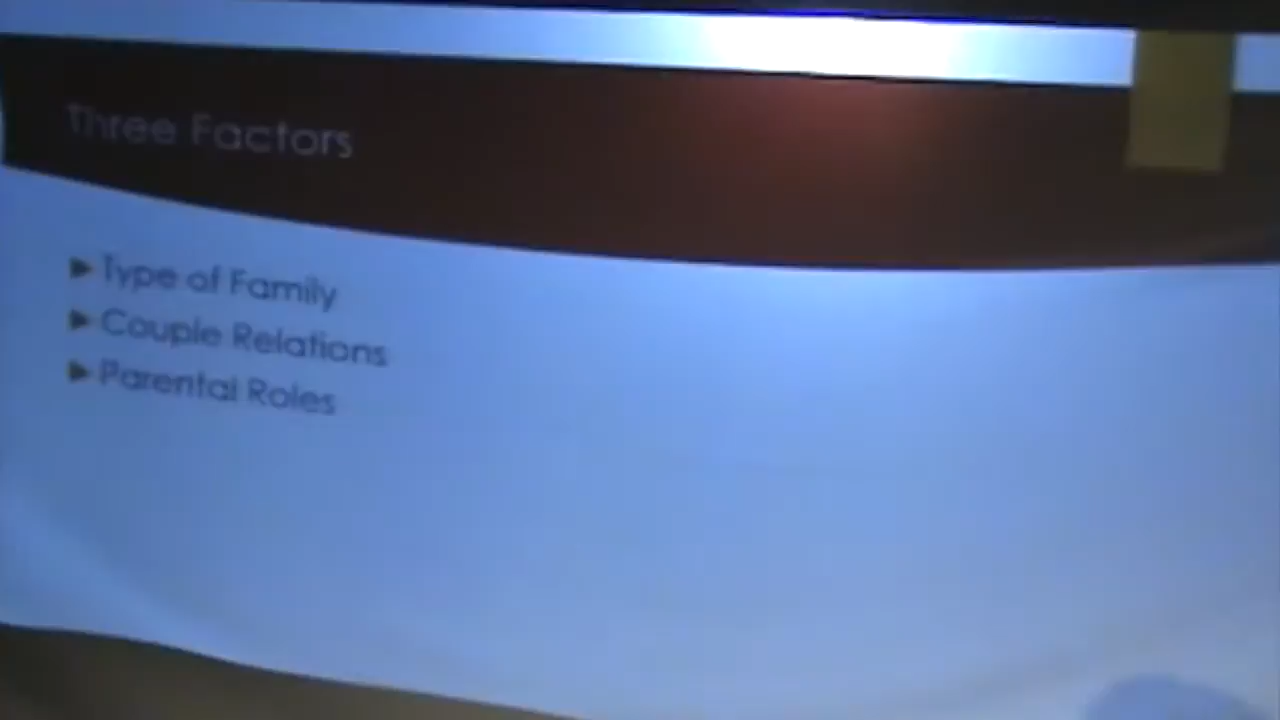 Three Factors
Type of Family
Couple Relations
Parental Roles